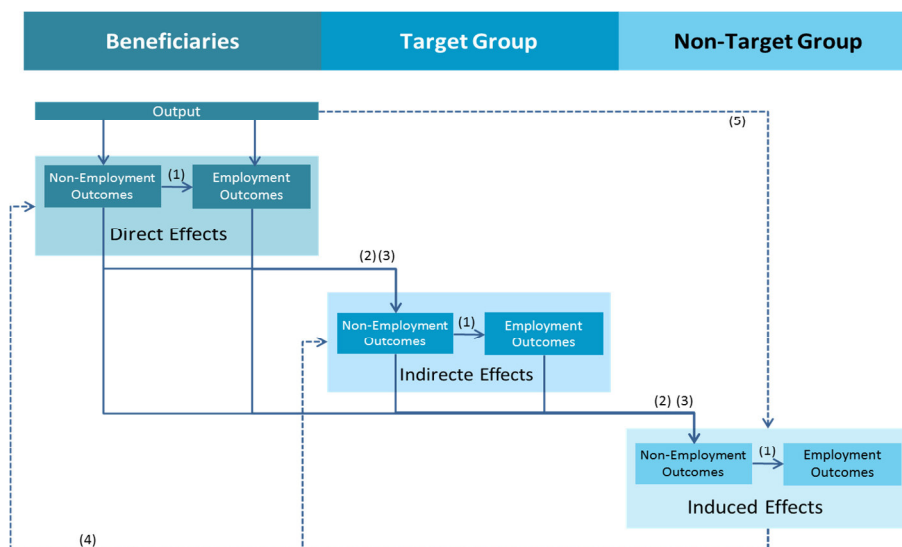 Beneficiaries
Target Group
Non-Target Group
Output
(5)
Non-Employment
Outcomes
(1)
Employment
Outcomes
Direct Effects
(2)(3)
Non-Employment
Outcomes
(1)
Employment
Outcomes
Indirecte Effects
(2) (3)
Non-Employment
Outcomes
(1)
Employment
Outcomes
Induced Effects
(4)